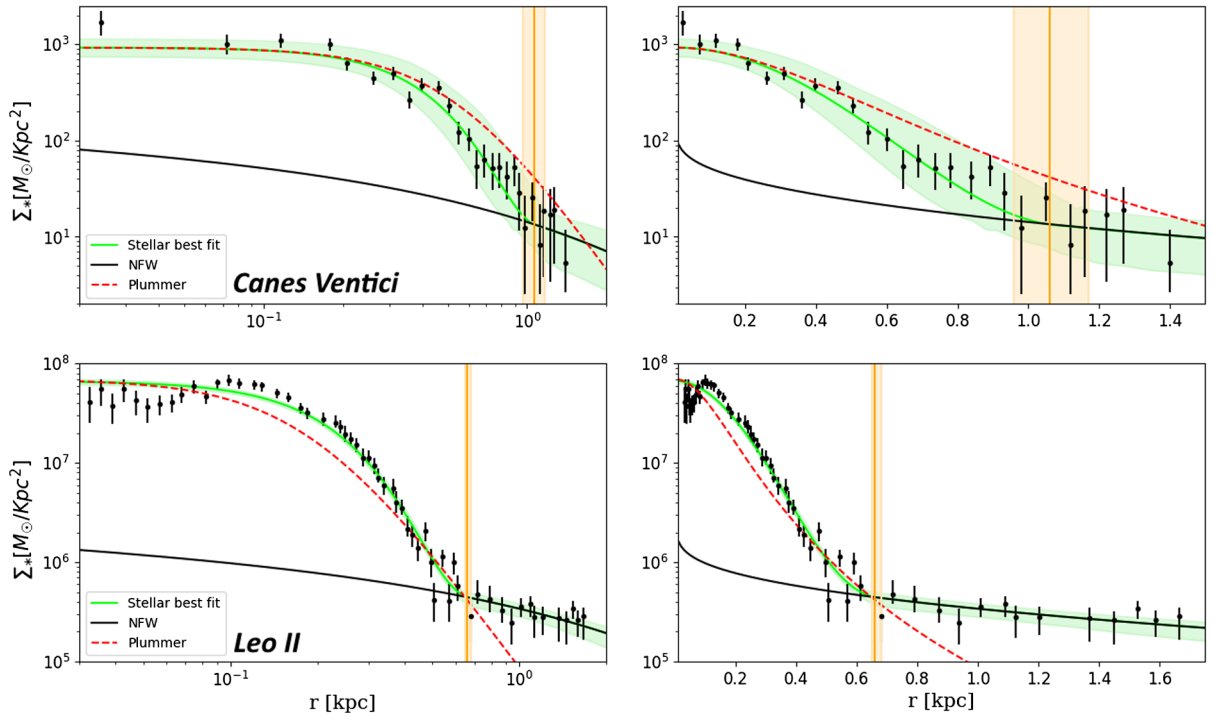 Σ*[M⊙/Kpc²]
10³
10²
10¹
Stellar best fit
NFW
Plummer
Canes Ventici
10⁻¹
10⁰
10³
10²
10¹
0.2
0.4
0.6
0.8
1.0
1.2
1.4
Σ*[M⊙/Kpc²]
10⁸
10⁷
10⁶
10⁵
Stellar best fit
NFW
Plummer
Leo II
10⁻¹
10⁰
r [kpc]
10⁸
10⁷
10⁶
10⁵
0.2
0.4
0.6
0.8
1.0
1.2
1.4
1.6
r [kpc]